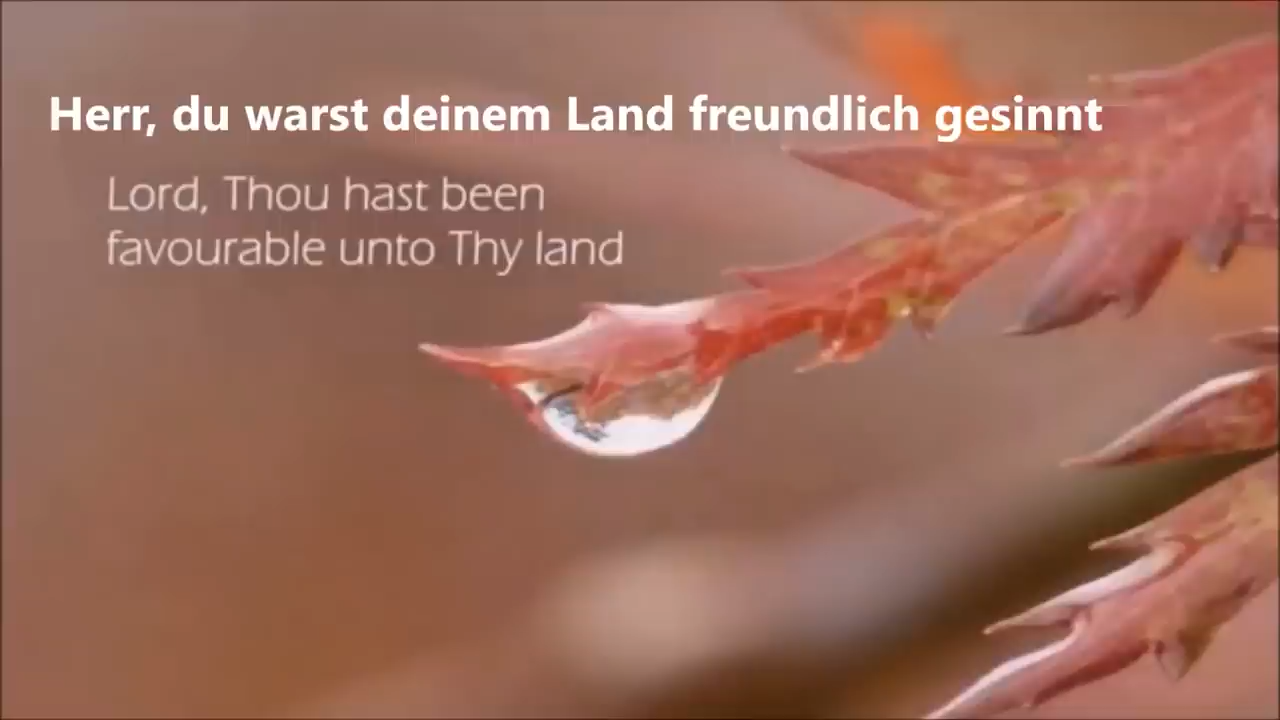 Herr, du warst deinem Land freundlich gesinnt
Lord, Thou hast been
favourable unto Thy land